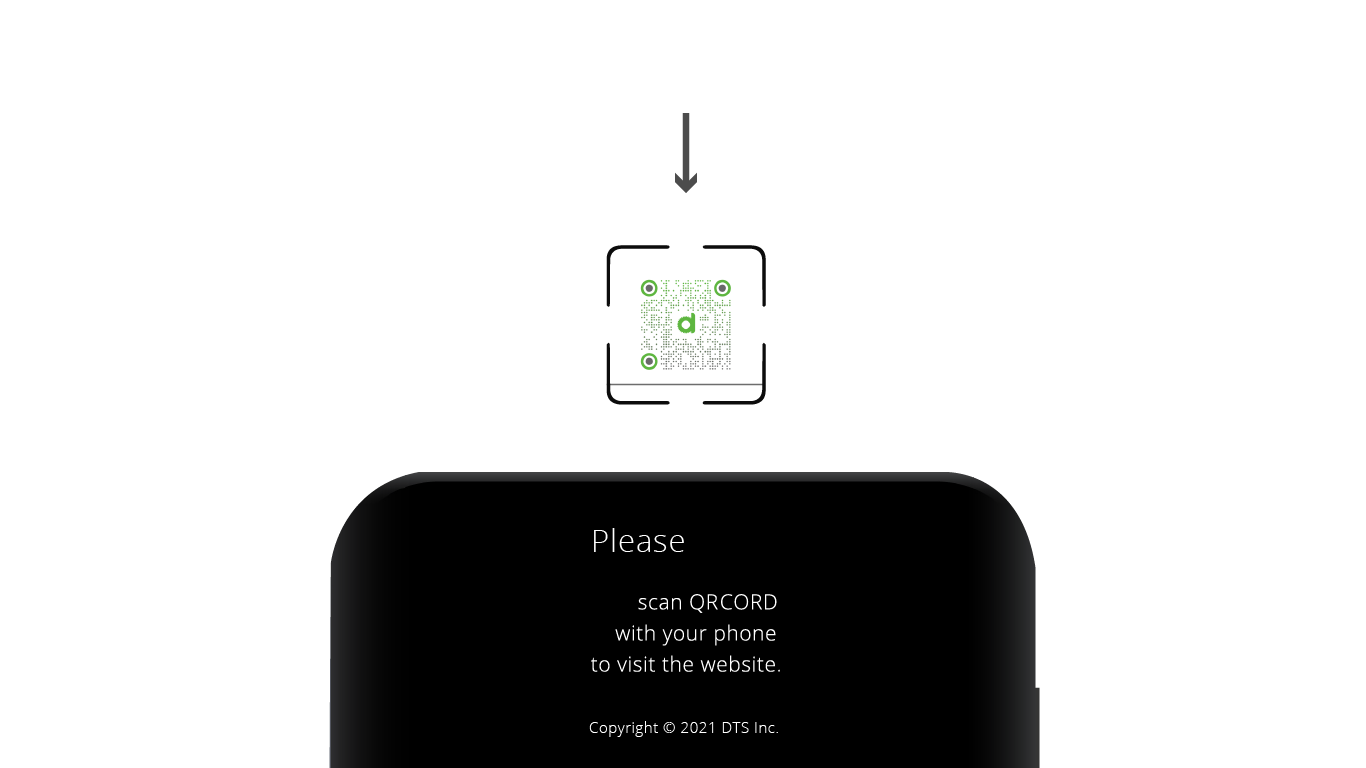 d
Please
scan QRCORD
with your phone
to visit the website.
Copyright © 2021 DTS Inc.